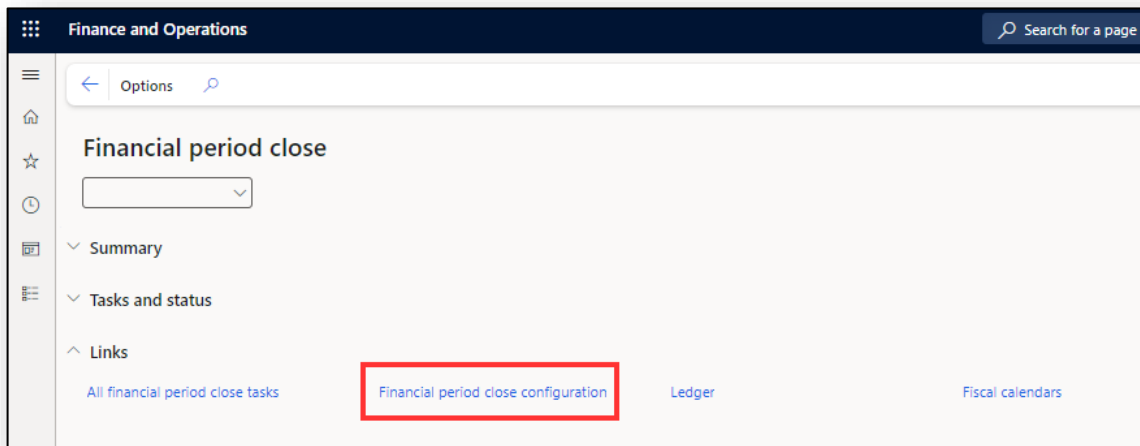 Finance and Operations
Search for a page
Options
Financial period close
Summary
Tasks and status
Links
All financial period close tasks
Financial period close configuration
Ledger
Fiscal calendars